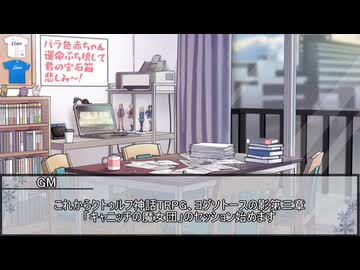 バラ色赤ちゃん
運命ぶち壊して
君の宝石箱
悲しみ〜!
GM
これからクトゥルフ神話TRPG、ヨグソトースの影第三章
「キャニッチの魔女団」のセッション始めます